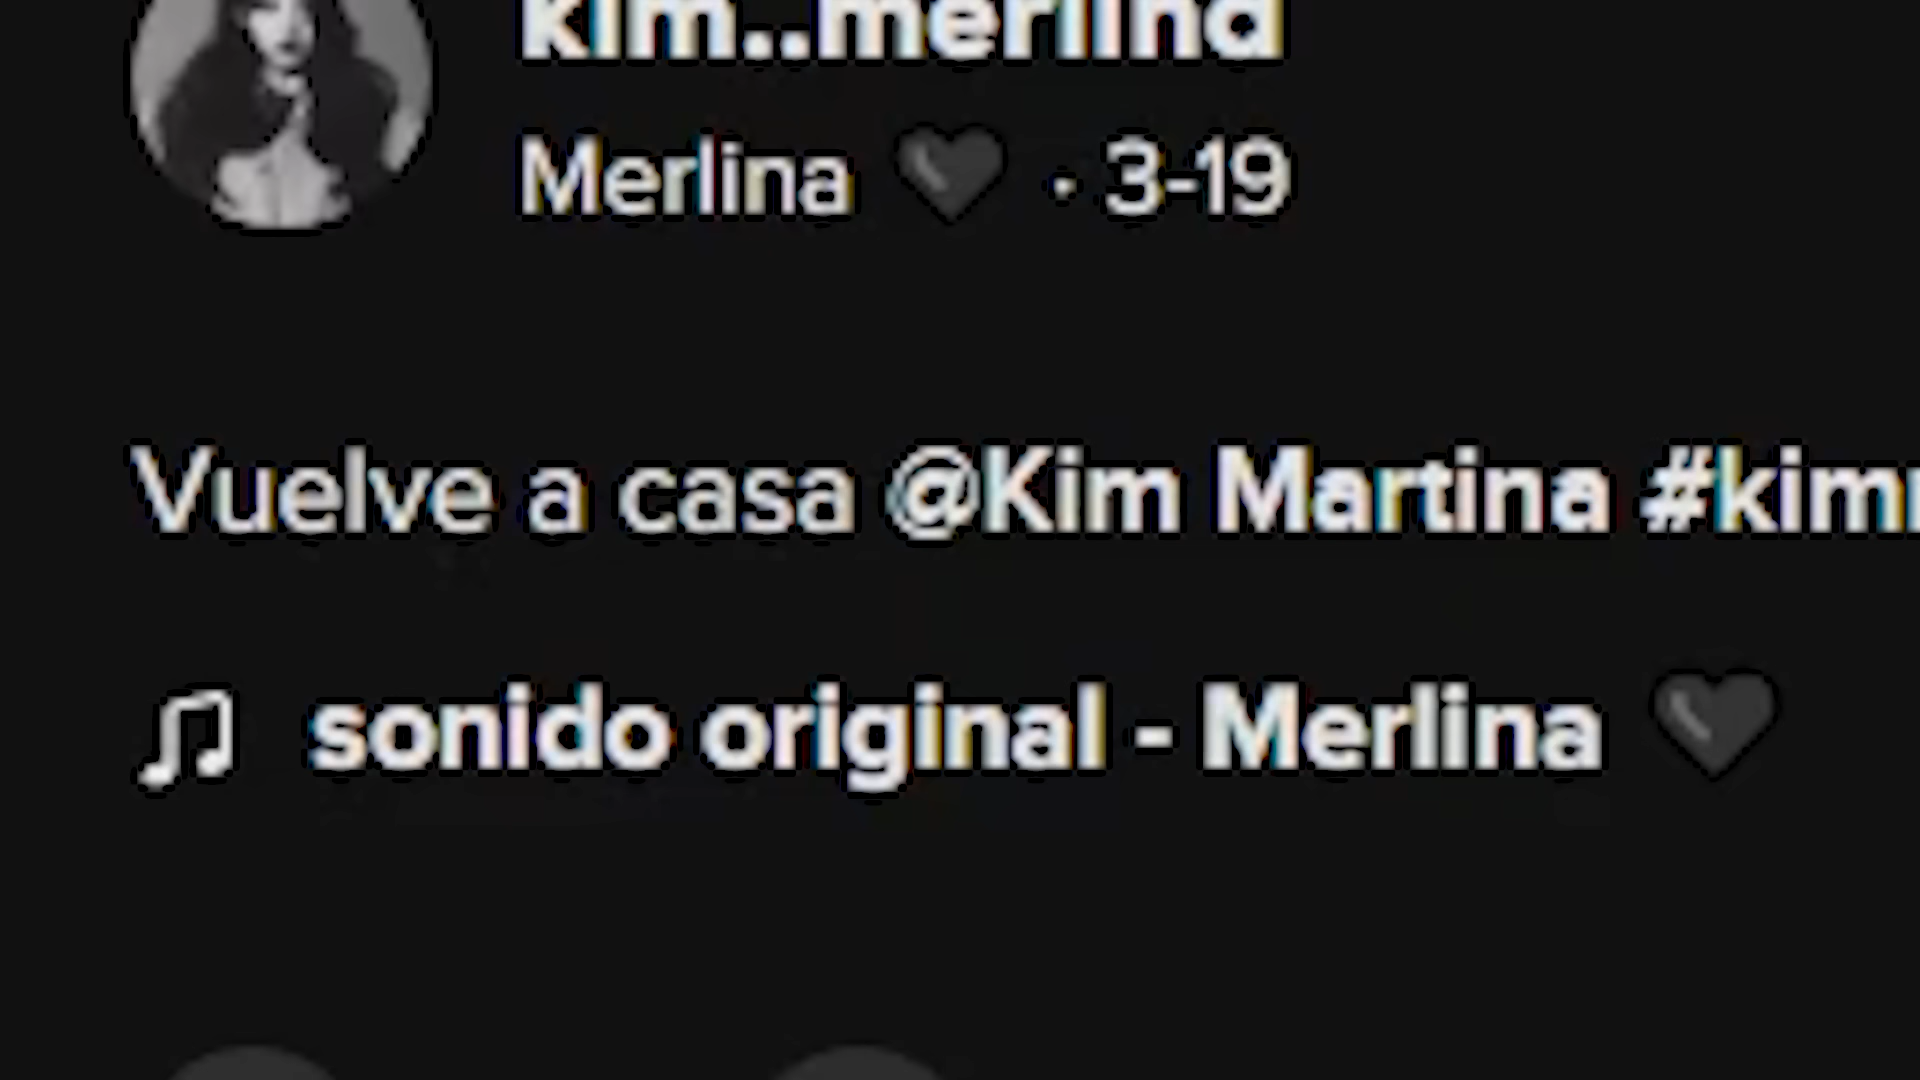 kim..merlina
Merlina 🖤 · 3-19
Vuelve a casa @Kim Martina
sonido original - Merlina 🖤